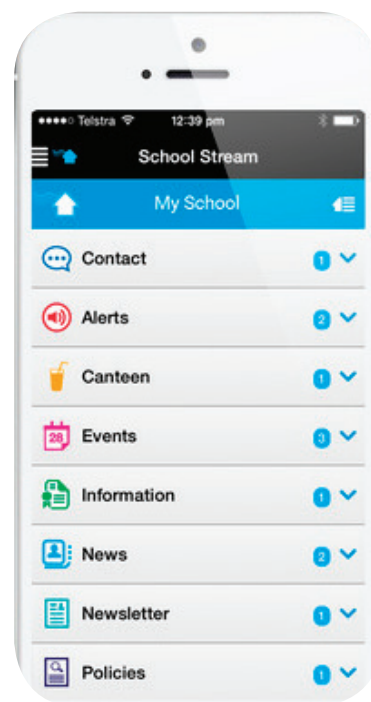 Telstra 12:39 pm
School Stream
My School
Contact 1
Alerts 2
Canteen 1
28 Events 3
Information 1
News 2
Newsletter 1
Policies 1